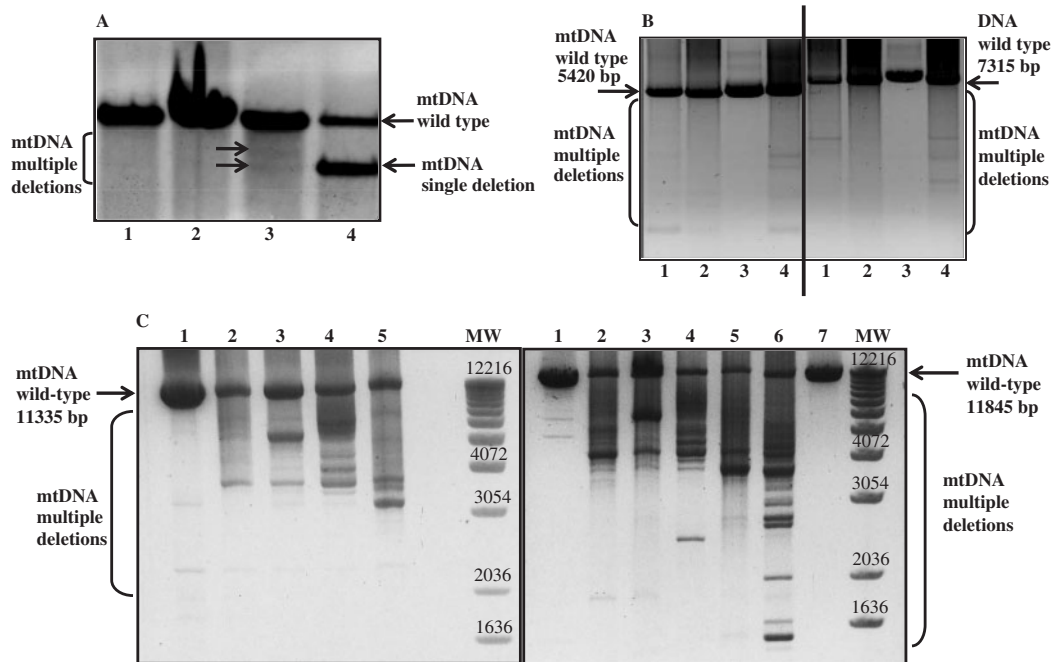 A
mtDNA
wild type
mtDNA
multiple
deletions
mtDNA
single deletion
1 2 3 4
B
mtDNA
wild type
5420 bp
DNA
wild type
7315 bp
mtDNA
multiple
deletions
mtDNA
multiple
deletions
1 2 3 4 1 2 3 4
C
1 2 3 4 5 MW
mtDNA
wild-type
11335 bp
12216
4072
3054
2036
1636
mtDNA
multiple
deletions
1 2 3 4 5 6 7 MW
12216
4072
3054
2036
1636
mtDNA
wild-type
11845 bp
mtDNA
multiple
deletions